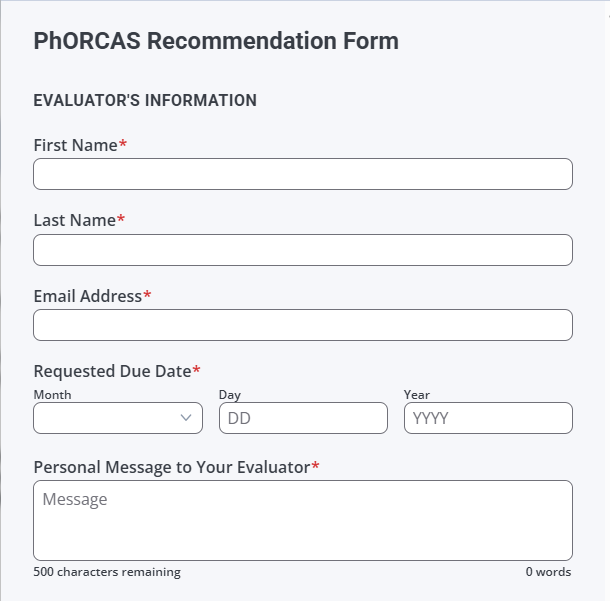 PhORCAS Recommendation Form
EVALUATOR'S INFORMATION
First Name*
Last Name*
Email Address*
Requested Due Date*
Month Day Year
DD YYYY
Personal Message to Your Evaluator*
Message
500 characters remaining 0 words